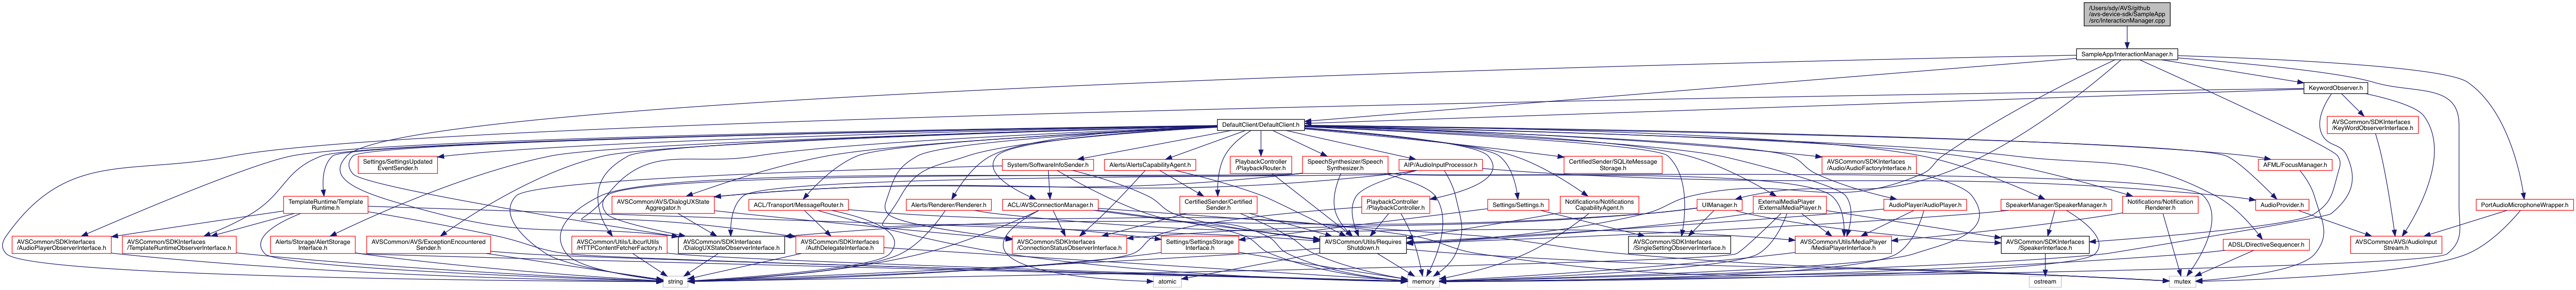 /Users/sdy/AVS/github
/avs-device-sdk/SampleApp
/src/InteractionManager.cpp
SampleApp/InteractionManager.h
KeywordObserver.h
DefaultClient/DefaultClient.h
AVSCommon/SDKInterfaces
/KeyWordObserverInterface.h
Settings/SettingsUpdated
EventSender.h
System/SoftwareInfoSender.h
Alerts/AlertsCapabilityAgent.h
PlaybackController
/PlaybackRouter.h
SpeechSynthesizer/Speech
Synthesizer.h
AIP/AudioInputProcessor.h
CertifiedSender/SQLiteMessage
Storage.h
AVSCommon/SDKInterfaces
/Audio/AudioFactoryInterface.h
AFML/FocusManager.h
TemplateRuntime/Template
Runtime.h
AVSCommon/AVS/DialogUXState
Aggregator.h
ACL/Transport/MessageRouter.h
Alerts/Renderer/Renderer.h
ACL/AVSConnectionManager.h
CertifiedSender/Certified
Sender.h
PlaybackController
/PlaybackController.h
Settings/Settings.h
Notifications/Notifications
CapabilityAgent.h
UIManager.h
ExternalMediaPlayer
/ExternalMediaPlayer.h
AudioPlayer/AudioPlayer.h
SpeakerManager/SpeakerManager.h
Notifications/Notification
Renderer.h
AudioProvider.h
PortAudioMicrophoneWrapper.h
AVSCommon/SDKInterfaces
/AudioPlayerObserverInterface.h
AVSCommon/SDKInterfaces
/TemplateRuntimeObserverInterface.h
Alerts/Storage/AlertStorage
Interface.h
AVSCommon/AVS/ExceptionEncountered
Sender.h
AVSCommon/Utils/LibcurlUtils
/HTTPContentFetcherFactory.h
AVSCommon/SDKInterfaces
/DialogUXStateObserverInterface.h
AVSCommon/SDKInterfaces
/AuthDelegateInterface.h
AVSCommon/SDKInterfaces
/ConnectionStatusObserverInterface.h
Settings/SettingsStorage
Interface.h
AVSCommon/Utils/Requires
Shutdown.h
AVSCommon/SDKInterfaces
/SingleSettingObserverInterface.h
AVSCommon/Utils/MediaPlayer
/MediaPlayerInterface.h
AVSCommon/SDKInterfaces
/SpeakerInterface.h
ADSL/DirectiveSequencer.h
AVSCommon/AVS/AudioInput
Stream.h
string
atomic
memory
ostream
mutex